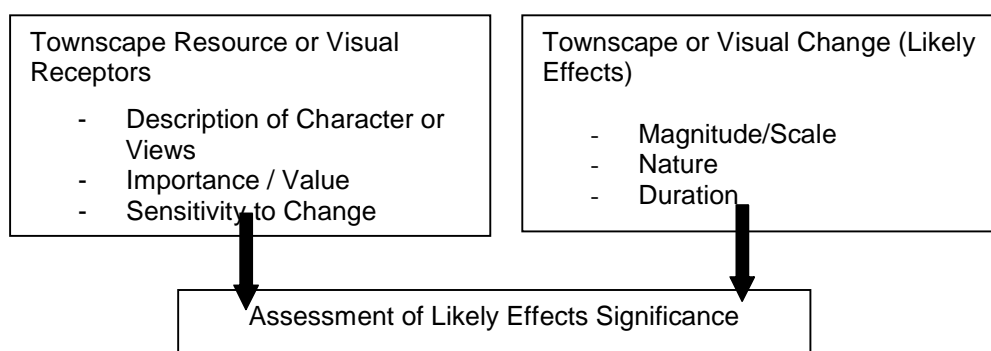 Townscape Resource or Visual
Receptors
- Description of Character or
Views
- Importance / Value
- Sensitivity to Change
Townscape or Visual Change (Likely
Effects)
- Magnitude/Scale
- Nature
- Duration
Assessment of Likely Effects Significance